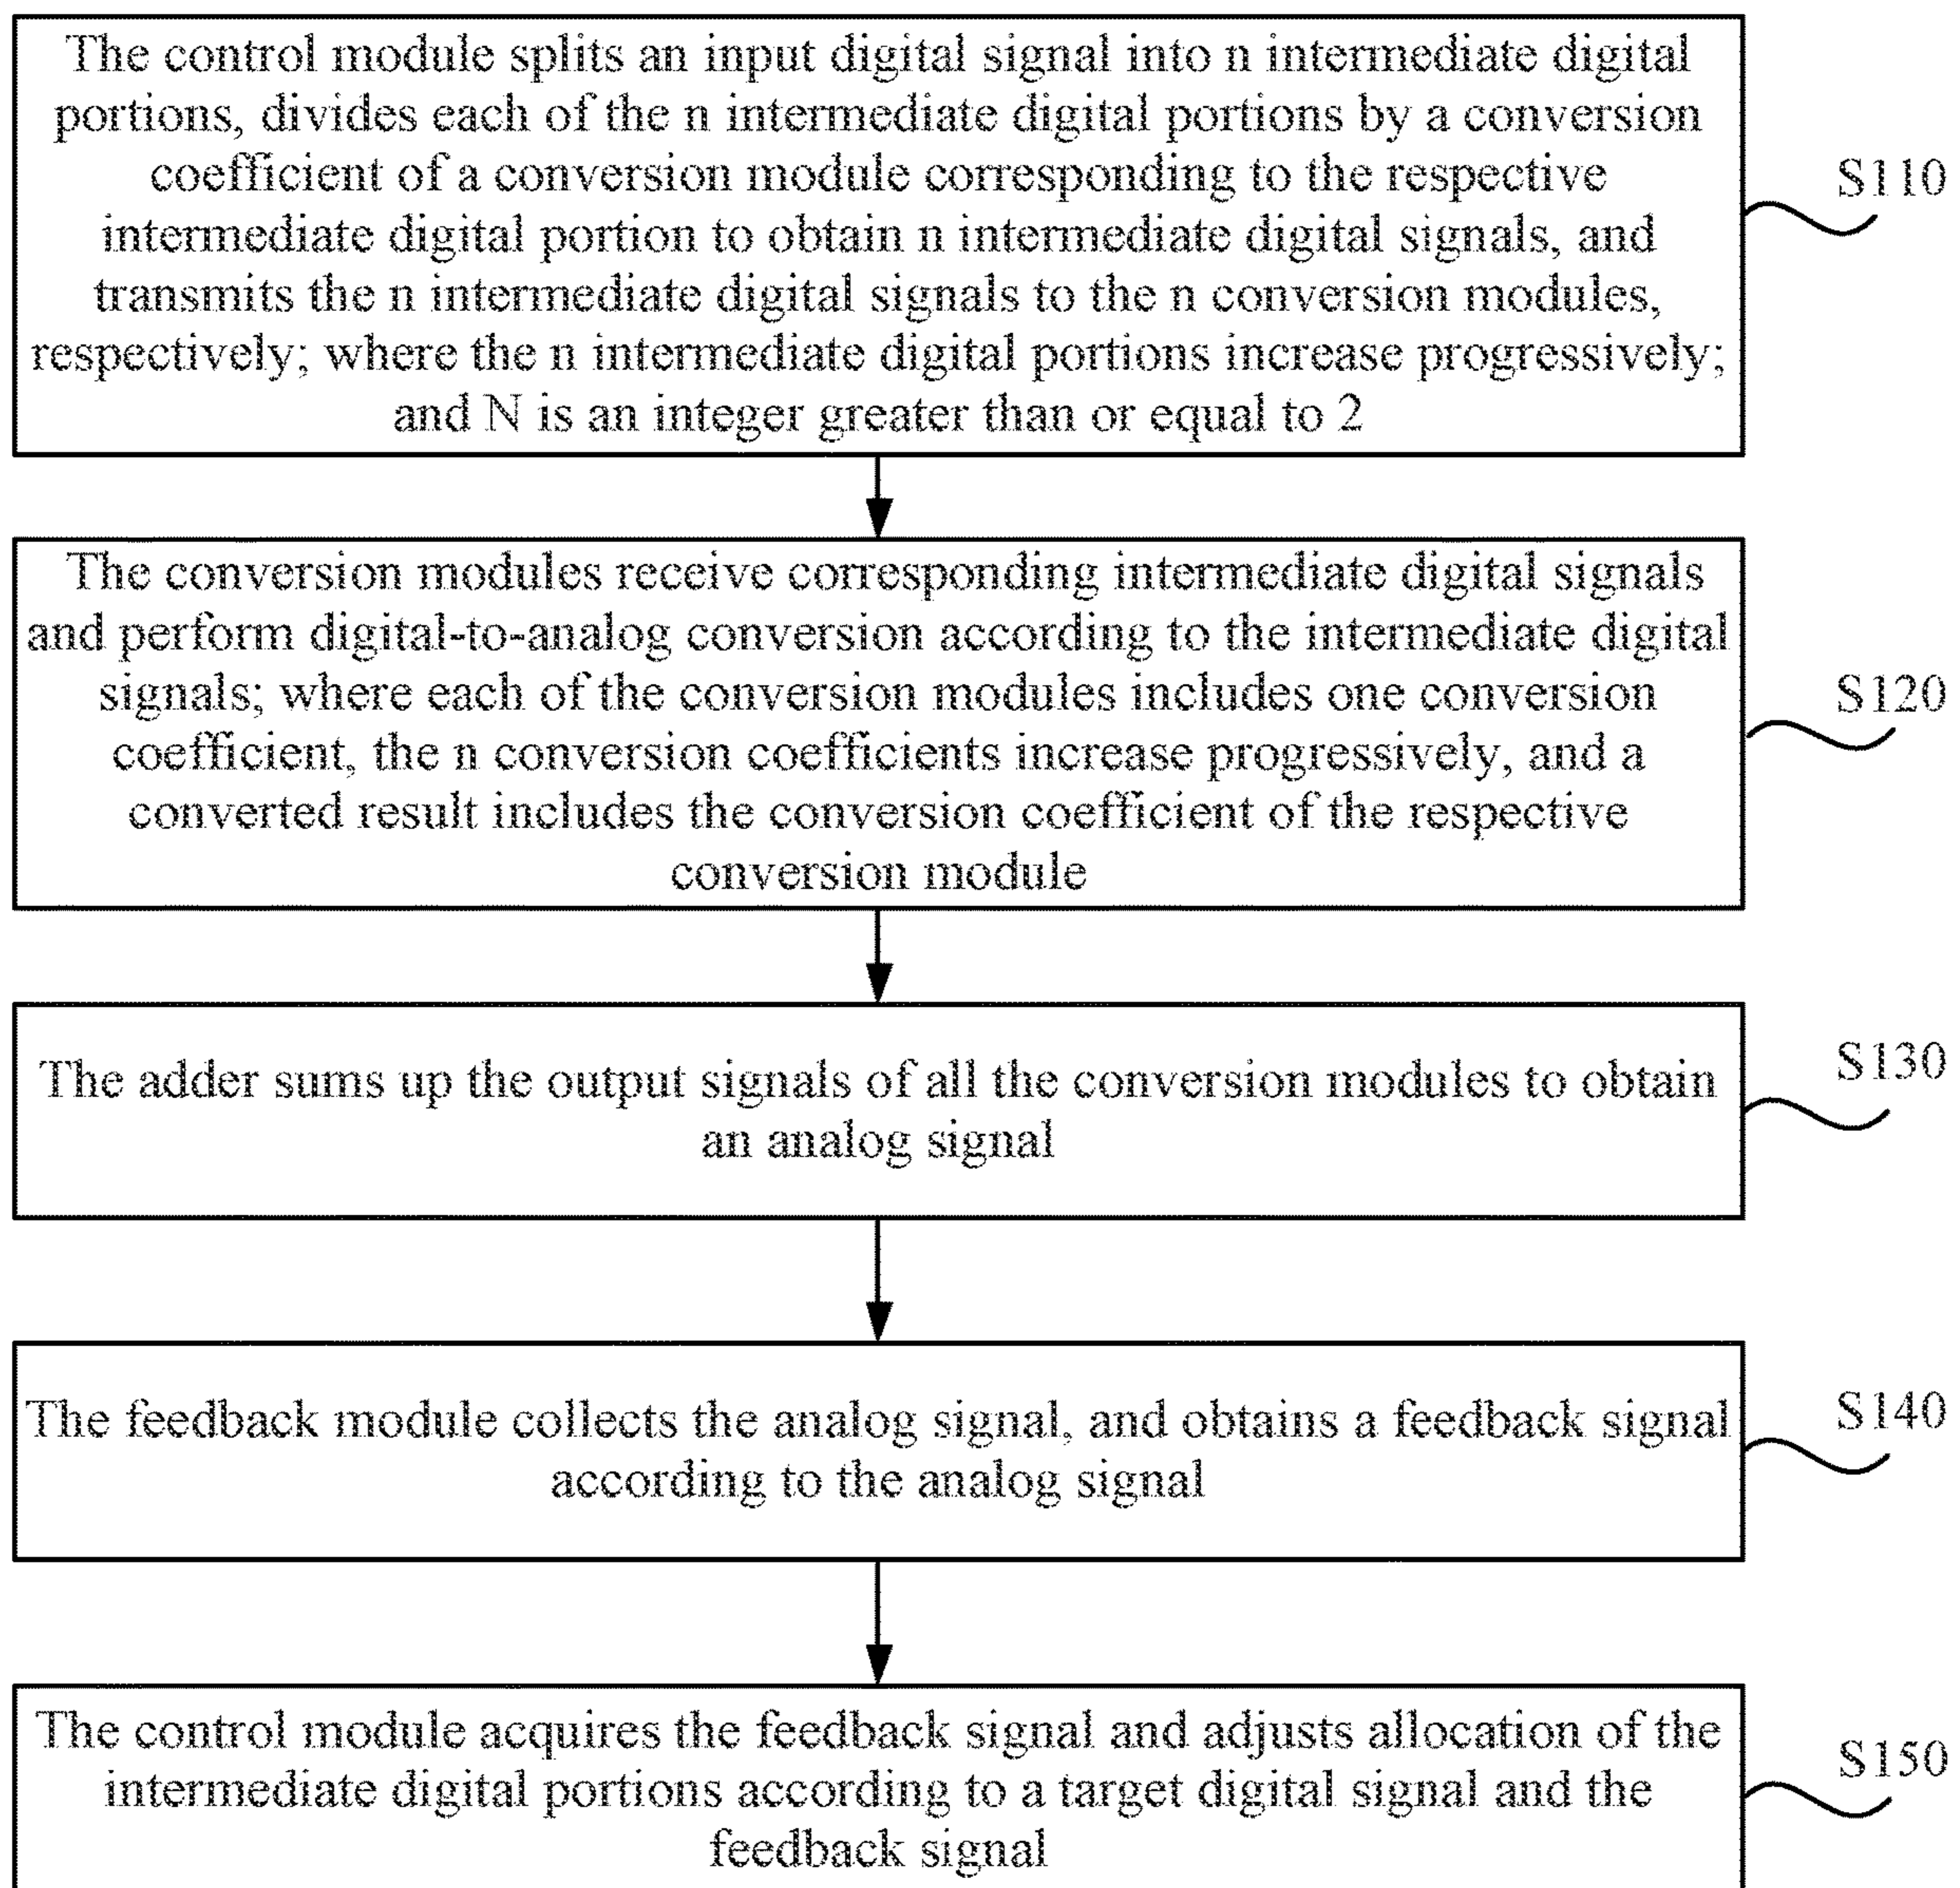 The control module splits an input digital signal into n intermediate digital
portions, divides each of the n intermediate digital portions by a conversion
coefficient of a conversion module corresponding to the respective
intermediate digital portion to obtain n intermediate digital signals, and
transmits the n intermediate digital signals to the n conversion modules,
respectively; where the n intermediate digital portions increase progressively;
and N is an integer greater than or equal to 2
S110
The conversion modules receive corresponding intermediate digital signals
and perform digital-to-analog conversion according to the intermediate digital
signals; where each of the conversion modules includes one conversion
coefficient, the n conversion coefficients increase progressively, and a
converted result includes the conversion coefficient of the respective
conversion module
S120
The adder sums up the output signals of all the conversion modules to obtain
an analog signal
S130
The feedback module collects the analog signal, and obtains a feedback signal
according to the analog signal
S140
The control module acquires the feedback signal and adjusts allocation of the
intermediate digital portions according to a target digital signal and the
feedback signal
S150